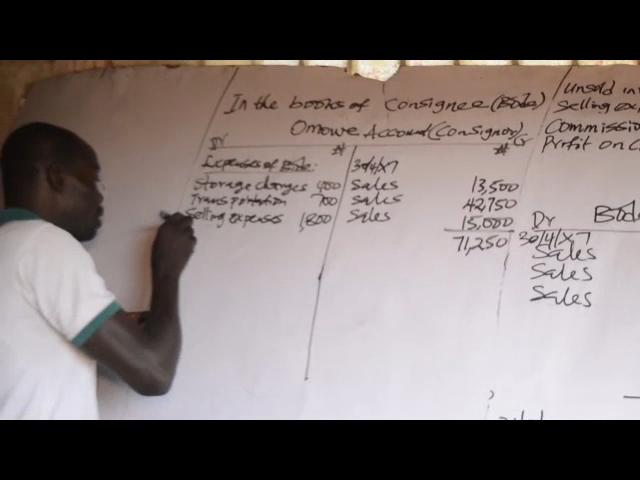 In the books of Consignee (Bode)
Omowe Account (Consignor)
Dr
Cr
Expenses of Bode: 30/4/X7
Storage charges 400 Sales 13,500
Transportation 700 Sales 42,750
Selling expenses 1,800 Sales 15,000
71,250
Unsold in
Selling ex
Commission
Profit on C
Dr Bode
30/4/X7
Sales
Sales
Sales